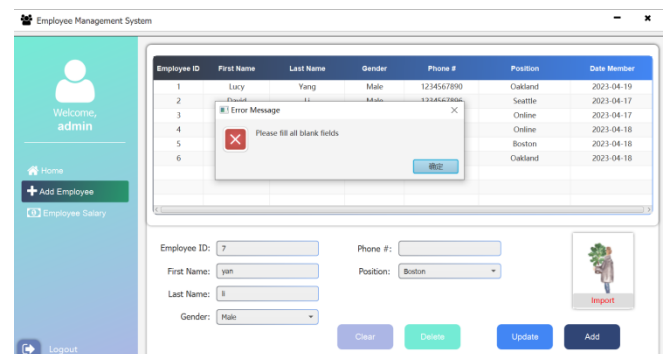 Employee Management System
Welcome,
admin
Home
Add Employee
Employee Salary
Logout
Employee ID First Name Last Name Gender Phone # Position Date Member
1 Lucy Yang Male 1234567890 Oakland 2023-04-19
2 David Li Male 1234567896 Seattle 2023-04-17
3 Online 2023-04-17
4 Online 2023-04-18
5 Boston 2023-04-18
6 Oakland 2023-04-18
Error Message
Please fill all blank fields
确定
Employee ID: 7 Phone #:
First Name: yan Position: Boston
Last Name: li
Gender: Male
Import
Clear Delete Update Add